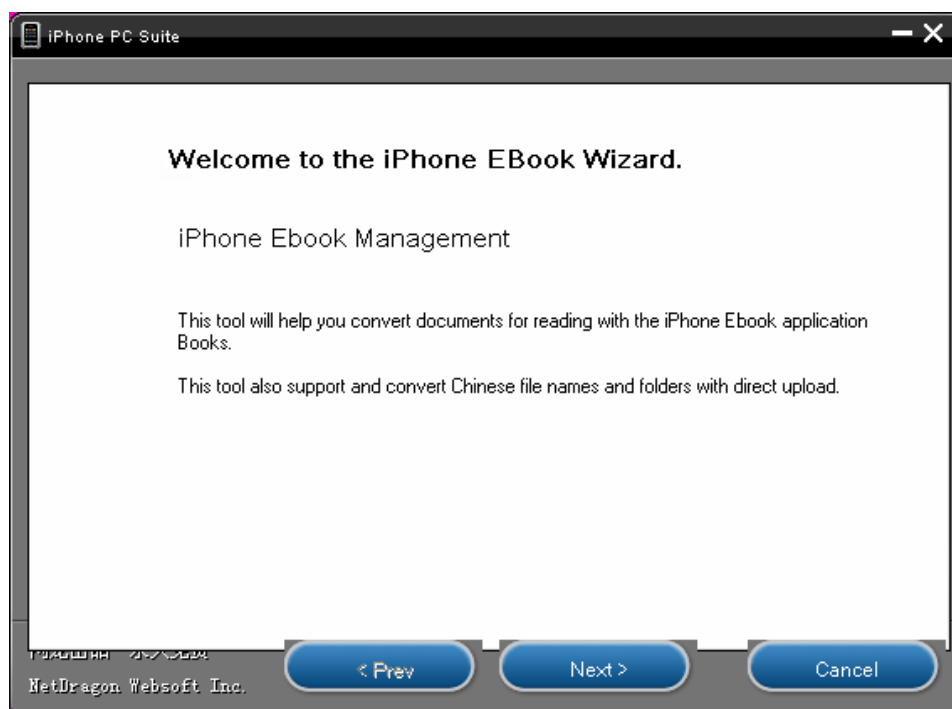 iPhone PC Suite
Welcome to the iPhone EBook Wizard.
iPhone Ebook Management
This tool will help you convert documents for reading with the iPhone Ebook application
Books.
This tool also support and convert Chinese file names and folders with direct upload.
NetDragon Websoft Inc.
< Prev
Next >
Cancel